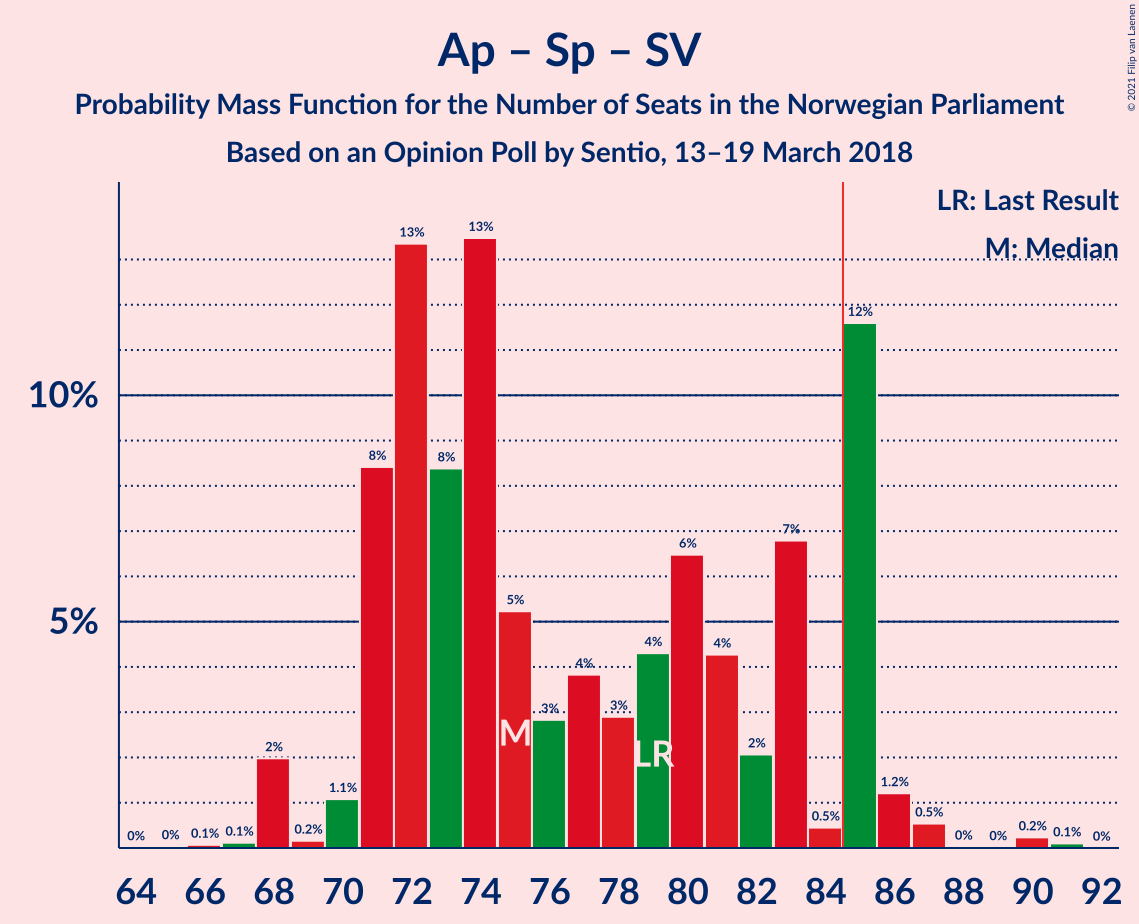 Ap – Sp – SV
Probability Mass Function for the Number of Seats in the Norwegian Parliament
Based on an Opinion Poll by Sentio, 13–19 March 2018
© 2021 Filip van Laenen
LR: Last Result
M: Median
10%
5%
0% 0% 0.1% 0.1% 2% 0.2% 1.1% 8% 13% 8% 13% 5% 3% 4% 3% 4% 6% 4% 2% 7% 0.5% 12% 1.2% 0.5% 0% 0% 0.2% 0.1% 0%
M
LR
64 66 68 70 72 74 76 78 80 82 84 86 88 90 92